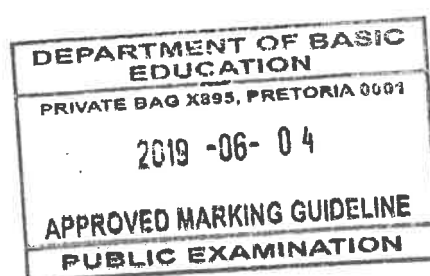 DEPARTMENT OF BASIC
EDUCATION
PRIVATE BAG X895, PRETORIA 0001
2019 -06- 04
APPROVED MARKING GUIDELINE
PUBLIC EXAMINATION